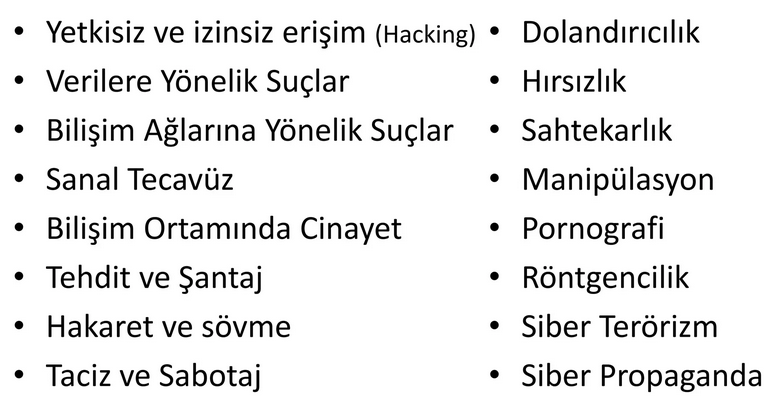 • Yetkisiz ve izinsiz erişim (Hacking)
• Verilere Yönelik Suçlar
• Bilişim Ağlarına Yönelik Suçlar
• Sanal Tecavüz
• Bilişim Ortamında Cinayet
• Tehdit ve Şantaj
• Hakaret ve sövme
• Taciz ve Sabotaj
• Dolandırıcılık
• Hırsızlık
• Sahtekarlık
• Manipülasyon
• Pornografi
• Röntgencilik
• Siber Terörizm
• Siber Propaganda